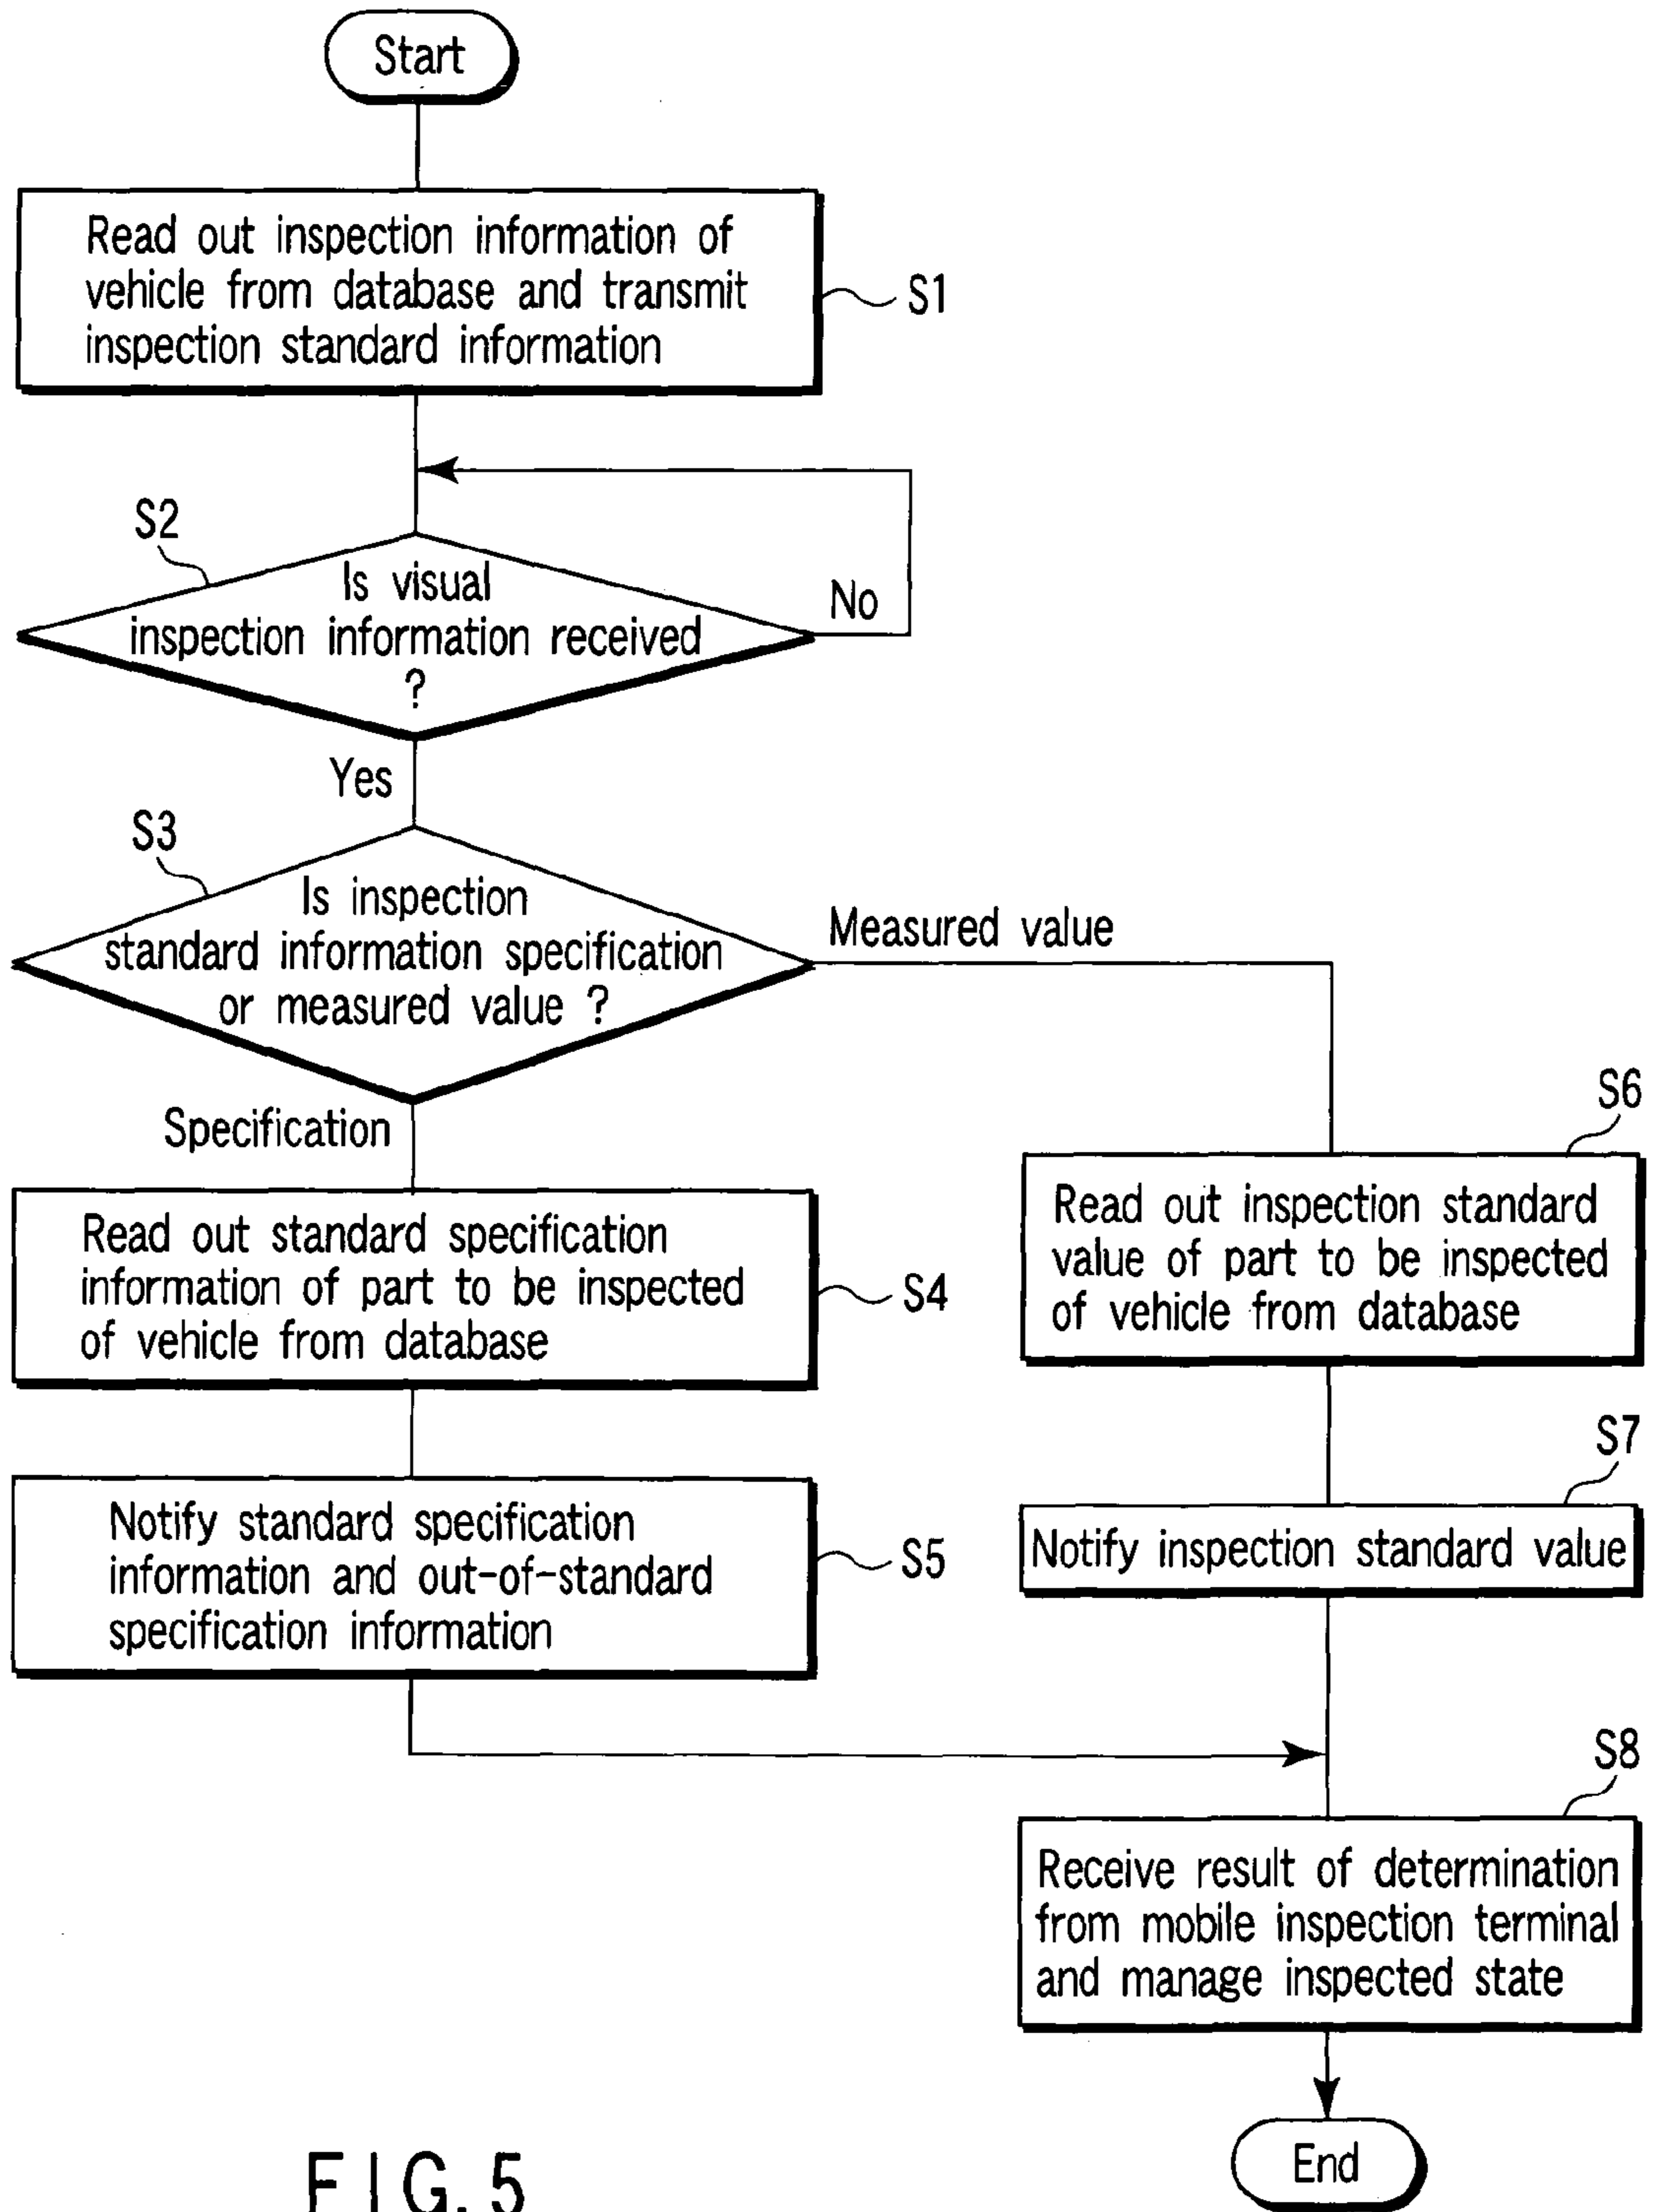 Start
Read out inspection information of
vehicle from database and transmit
inspection standard information
S1
S2
Is visual
inspection information received
?
No
Yes
S3
Is inspection
standard information specification
or measured value ?
Measured value
Specification
Read out standard specification
information of part to be inspected
of vehicle from database
S4
Notify standard specification
information and out-of-standard
specification information
S5
S6
Read out inspection standard
value of part to be inspected
of vehicle from database
S7
Notify inspection standard value
S8
Receive result of determination
from mobile inspection terminal
and manage inspected state
End
FIG. 5